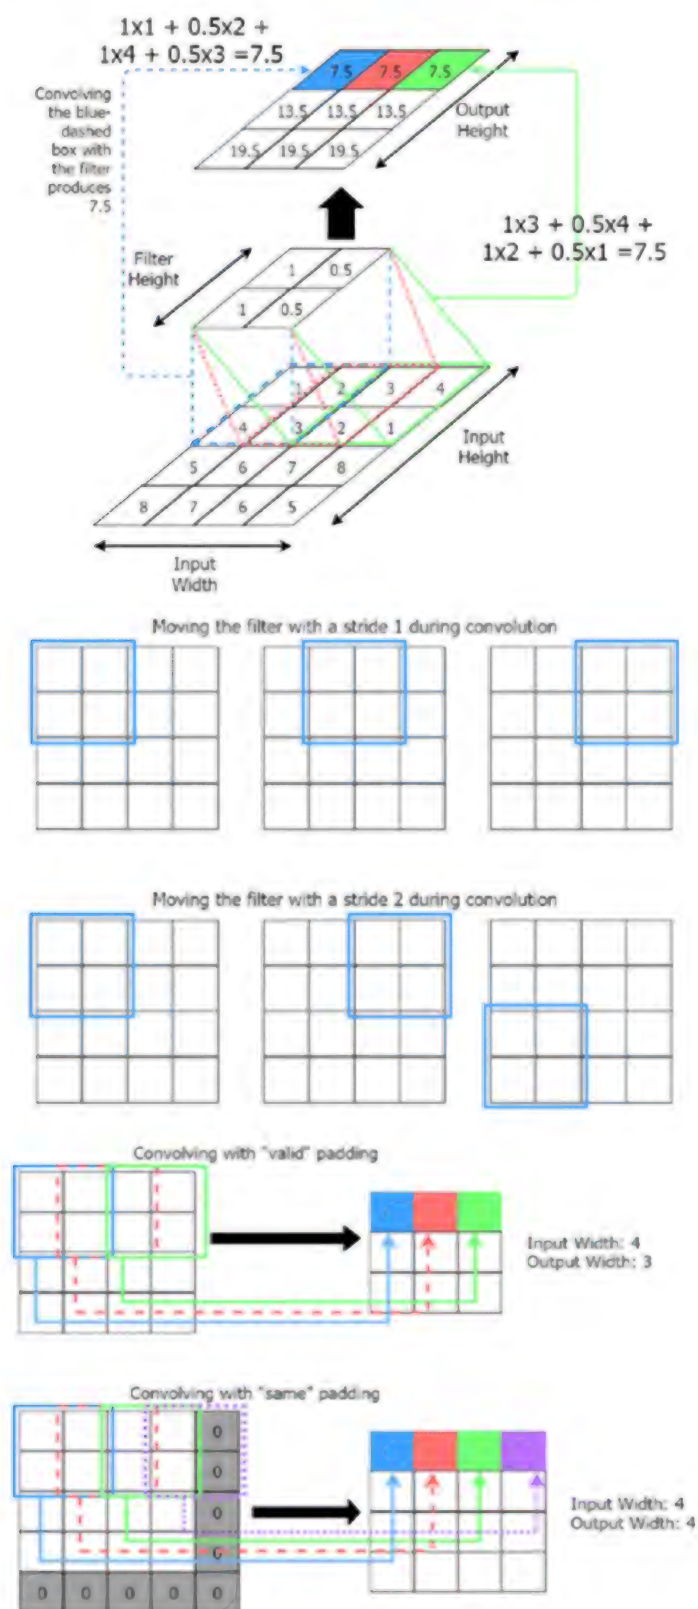 1x1 + 0.5x2 +
1x4 + 0.5x3 =7.5
Convolving
the blue-
dashed
box with
the filter
produces
7.5
7.5 7.5 7.5
13.5 13.5 13.5
19.5 19.5 19.5
Output
Height
1x3 + 0.5x4 +
1x2 + 0.5x1 =7.5
Filter
Height
1 0.5
1 0.5
1 2 3 4
4 3 2 1
5 6 7 8
8 7 6 5
Input
Height
Input
Width
Moving the filter with a stride 1 during convolution
Moving the filter with a stride 2 during convolution
Convolving with "valid" padding
Input Width: 4
Output Width: 3
Convolving with "same" padding
0
0
0
0
0 0 0 0 0
Input Width: 4
Output Width: 4